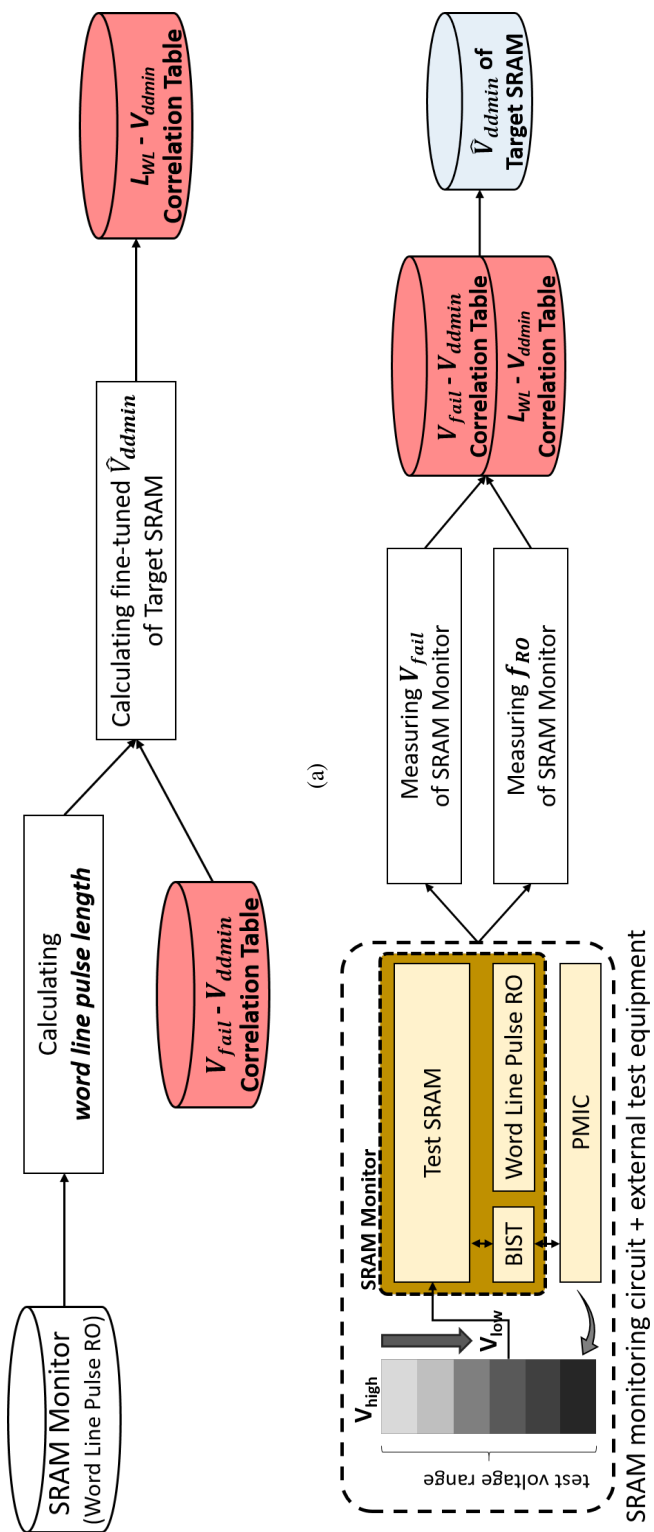 SRAM Monitor
(Word Line Pulse RO)
Calculating
word line pulse length
V_fail - V_ddmin
Correlation Table
Calculating fine-tuned V̂_ddmin
of Target SRAM
L_WL - V_ddmin
Correlation Table
(a)
V_high
V_low
test voltage range
SRAM Monitor
Test SRAM
BIST
Word Line Pulse RO
PMIC
SRAM monitoring circuit + external test equipment
Measuring V_fail
of SRAM Monitor
Measuring f_RO
of SRAM Monitor
V_fail - V_ddmin
Correlation Table
L_WL - V_ddmin
Correlation Table
V̂_ddmin of
Target SRAM